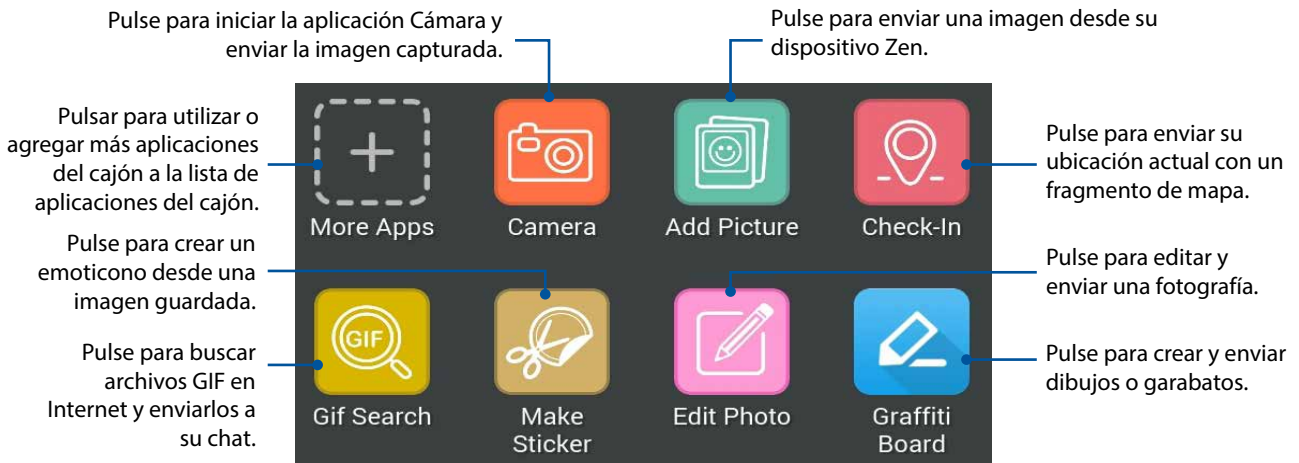 Pulse para iniciar la aplicación Cámara y
enviar la imagen capturada.
Pulse para enviar una imagen desde su
dispositivo Zen.
Pulsar para utilizar o
agregar más aplicaciones
del cajón a la lista de
aplicaciones del cajón.
Pulse para crear un
emoticono desde una
imagen guardada.
Pulse para buscar
archivos GIF en
Internet y enviarlos a
su chat.
More Apps
Camera
Add Picture
Check-In
GIF
Gif Search
Make
Sticker
Edit Photo
Graffiti
Board
Pulse para enviar su
ubicación actual con un
fragmento de mapa.
Pulse para editar y
enviar una fotografía.
Pulse para crear y enviar
dibujos o garabatos.